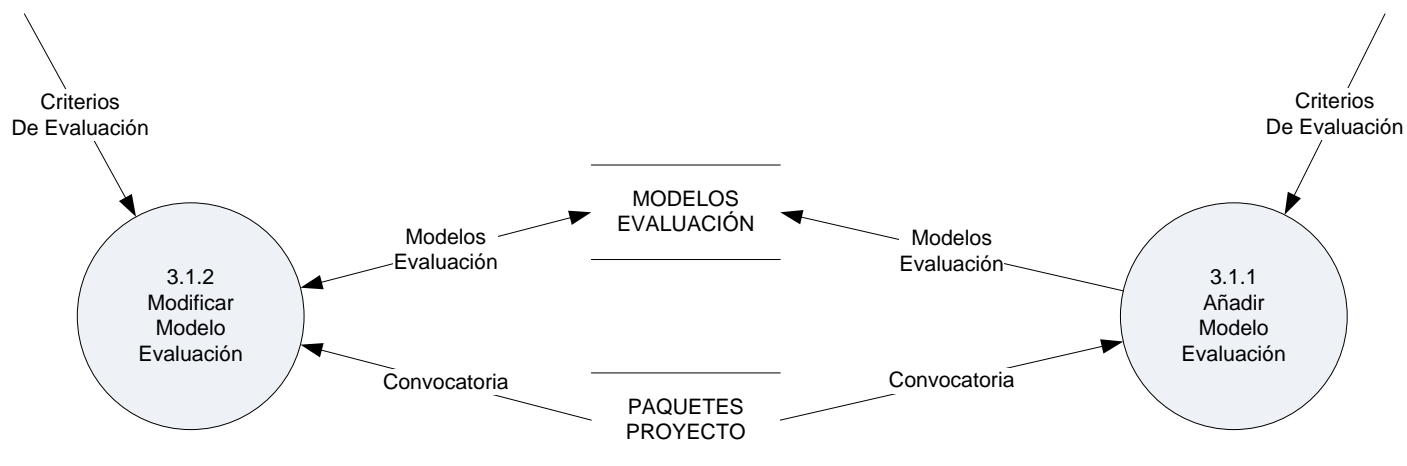 Criterios
De Evaluación
Criterios
De Evaluación
MODELOS
EVALUACIÓN
Modelos
Evaluación
Modelos
Evaluación
3.1.2
Modificar
Modelo
Evaluación
3.1.1
Añadir
Modelo
Evaluación
Convocatoria
Convocatoria
PAQUETES
PROYECTO